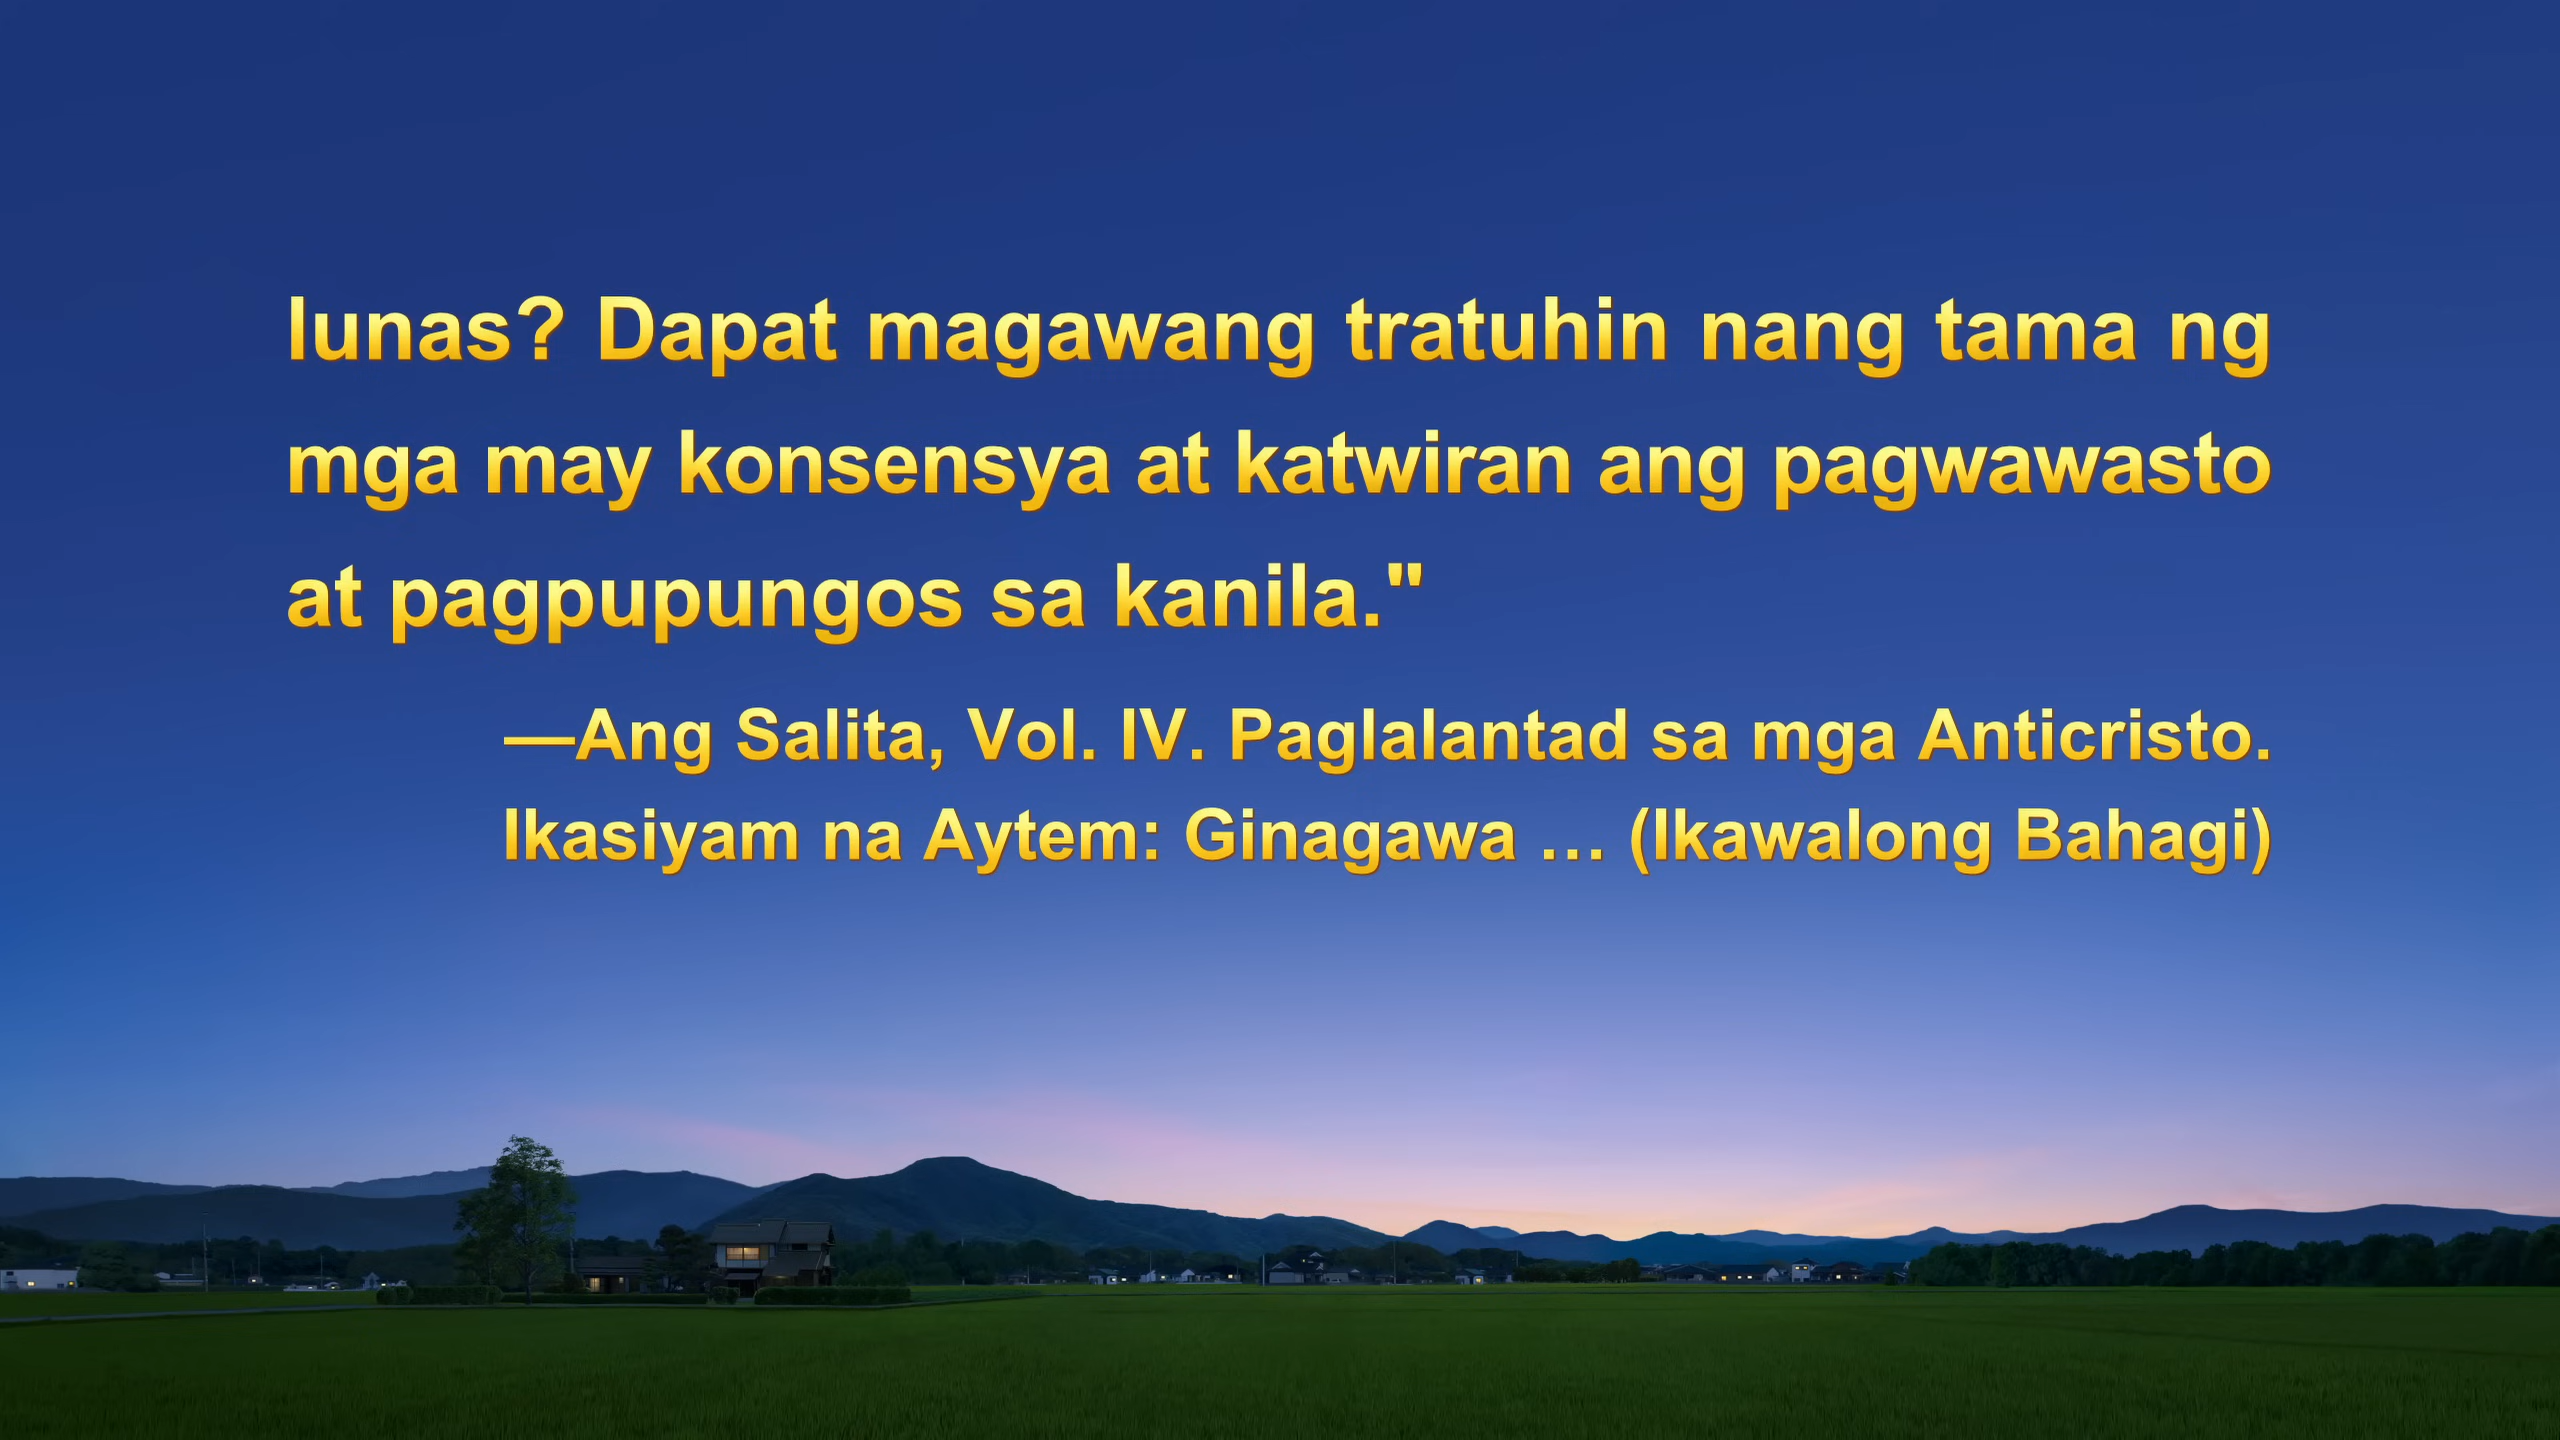 lunas? Dapat magawang tratuhin nang tama ng
mga may konsensya at katwiran ang pagwawasto
at pagpupungos sa kanila."
—Ang Salita, Vol. IV. Paglalantad sa mga Anticristo.
Ikasiyam na Aytem: Ginagawa … (Ikawalong Bahagi)